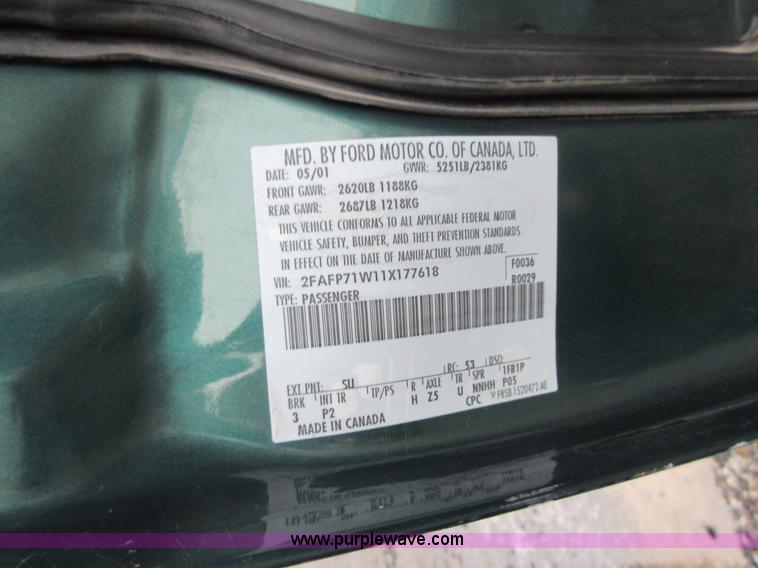 MFD. BY FORD MOTOR CO. OF CANADA, LTD.
DATE: 05/01 GVWR: 5251LB/2381KG
FRONT GAWR: 2620LB 1188KG
REAR GAWR: 2687LB 1218KG
THIS VEHICLE CONFORMS TO ALL APPLICABLE FEDERAL MOTOR
VEHICLE SAFETY, BUMPER, AND THEFT PREVENTION STANDARDS
IN EFFECT ON THE DATE OF MANUFACTURE SHOWN ABOVE.
VIN: 2FAFP71W11X177618 F0036
TYPE: PASSENGER R0029
EXT PNT: SU RC: 53 DSO:
BRK INT TR TP/PS R AXLE TR SPR 1FB1P
3 P2 H Z5 U NNHH P05
MADE IN CANADA CPC F85B 1520472 AB
www.purplewave.com